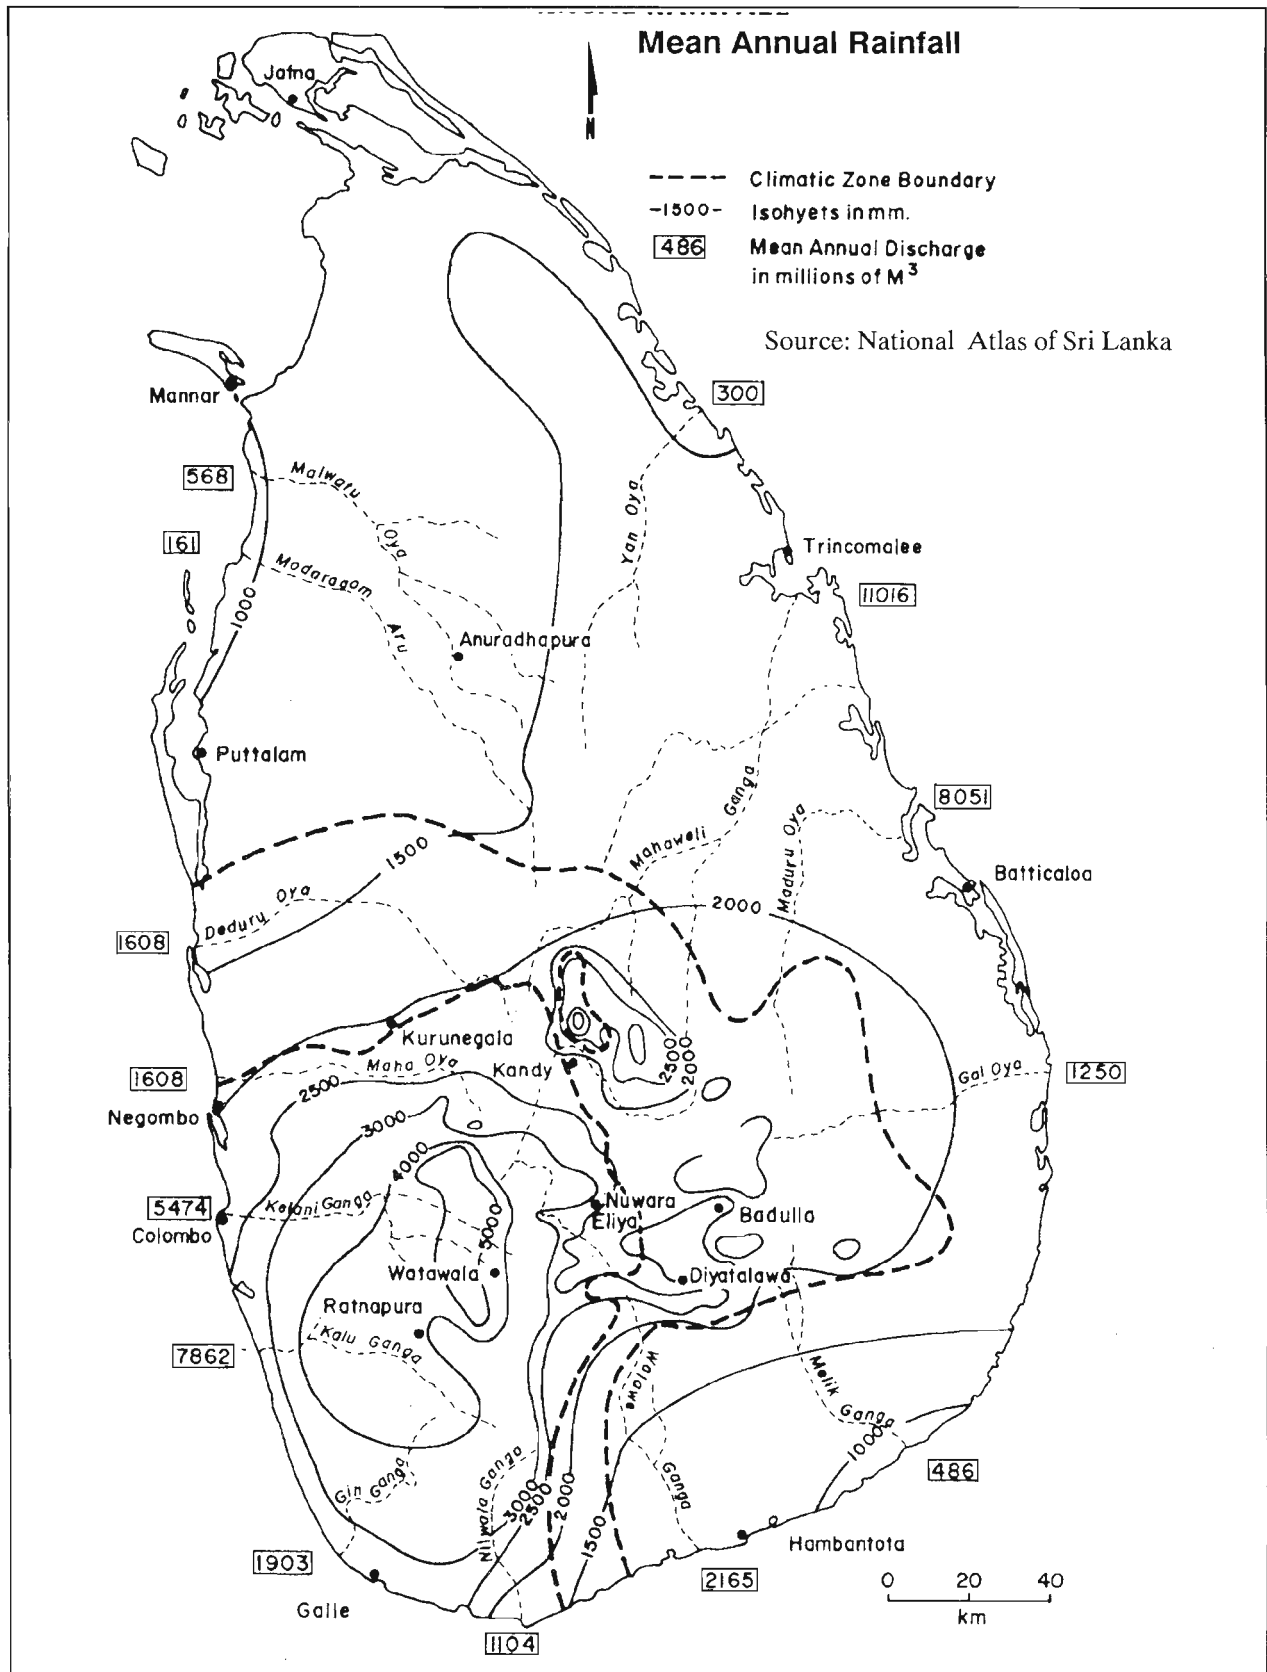 Mean Annual Rainfall
N
Climatic Zone Boundary
-1500- Isohyets in mm.
486 Mean Annual Discharge
in millions of M³
Source: National Atlas of Sri Lanka
Jafna
Mannar
300
568
Malwatu
Oya
Yan Oya
161
Modaragam
Aru
1000
Trincomalee
11016
Anuradhapura
Puttalam
8051
Mahaweli Ganga
Maduru Oya
1500
Batticaloa
Deduru Oya
2000
1608
Kurunegala
Maha Oya
Kandy
2500
2000
1608
2500
Gal Oya
1250
Negombo
3000
4000
5474
Kelani Ganga
Colombo
5000
Nuwara
Eliya
Badulla
Watawala
Diyatalawa
Ratnapura
Kalu Ganga
7862
Walawe
Ganga
Melik
Ganga
1000
486
Gin Ganga
Nilwala Ganga
3000
2500
2000
1500
Hambantota
1903
2165
Galle
1104
0 20 40
km